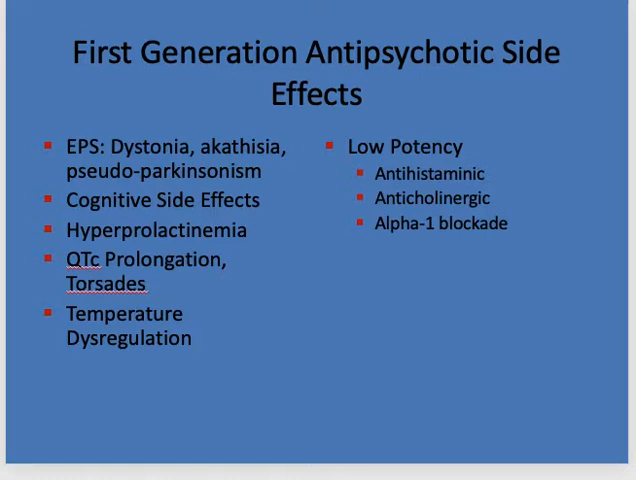 First Generation Antipsychotic Side
Effects
EPS: Dystonia, akathisia,
pseudo-parkinsonism
Cognitive Side Effects
Hyperprolactinemia
QTc Prolongation,
Torsades
Temperature
Dysregulation
Low Potency
Antihistaminic
Anticholinergic
Alpha-1 blockade